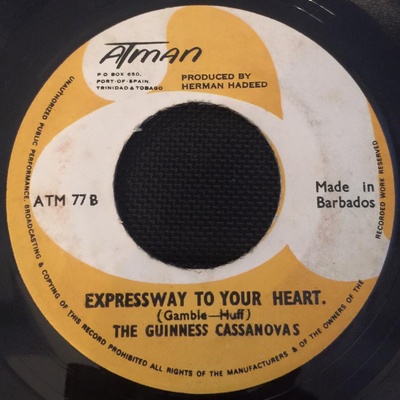 ATMAN
P O BOX 650,
PORT-OF-SPAIN,
TRINIDAD & TOBAGO
PRODUCED BY
HERMAN HADEED
ATM 77 B
Made in
Barbados
EXPRESSWAY TO YOUR HEART.
(Gamble—Huff)
THE GUINNESS CASSANOVAS
UNAUTHORIZED PUBLIC PERFORMANCE, BROADCASTING & COPYING OF THIS RECORD PROHIBITED ALL RIGHTS OF THE MANUFACTURERS & OF THE OWNERS OF THE RECORDED WORK RESERVED